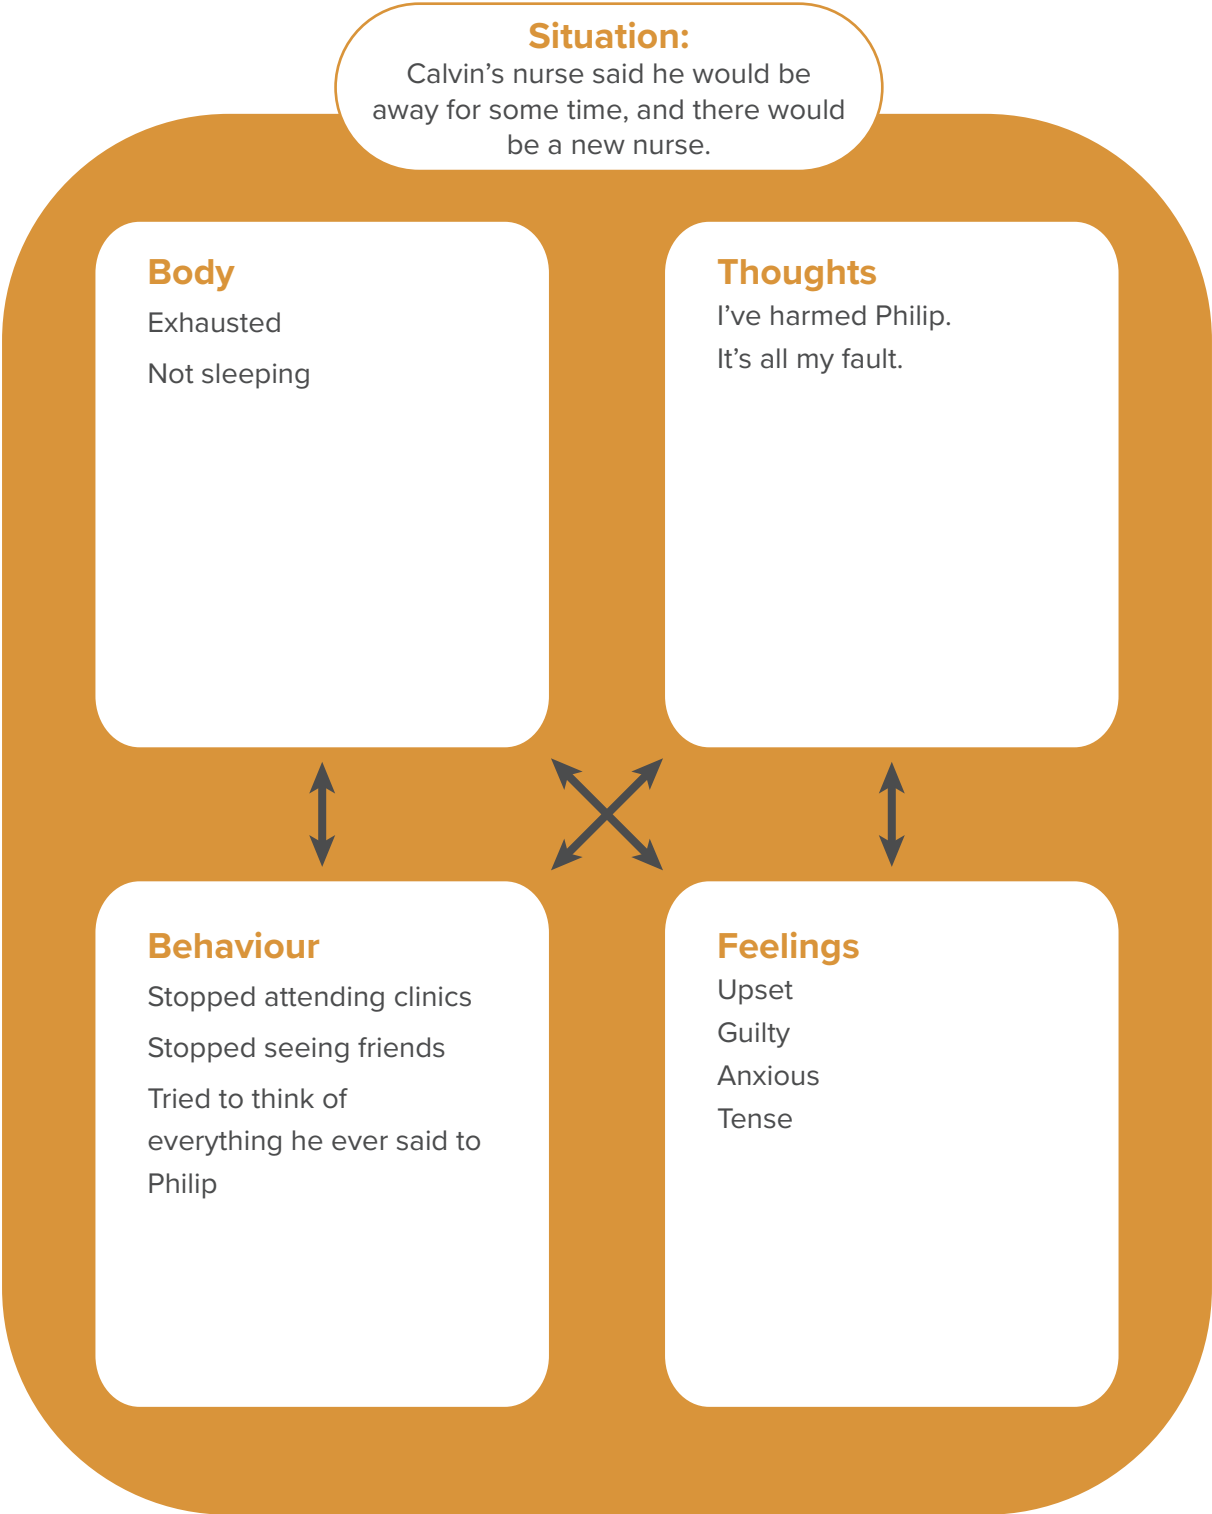 Situation:
Calvin’s nurse said he would be
away for some time, and there would
be a new nurse.
Body
Exhausted
Not sleeping
Thoughts
I’ve harmed Philip.
It’s all my fault.
Behaviour
Stopped attending clinics
Stopped seeing friends
Tried to think of
everything he ever said to
Philip
Feelings
Upset
Guilty
Anxious
Tense